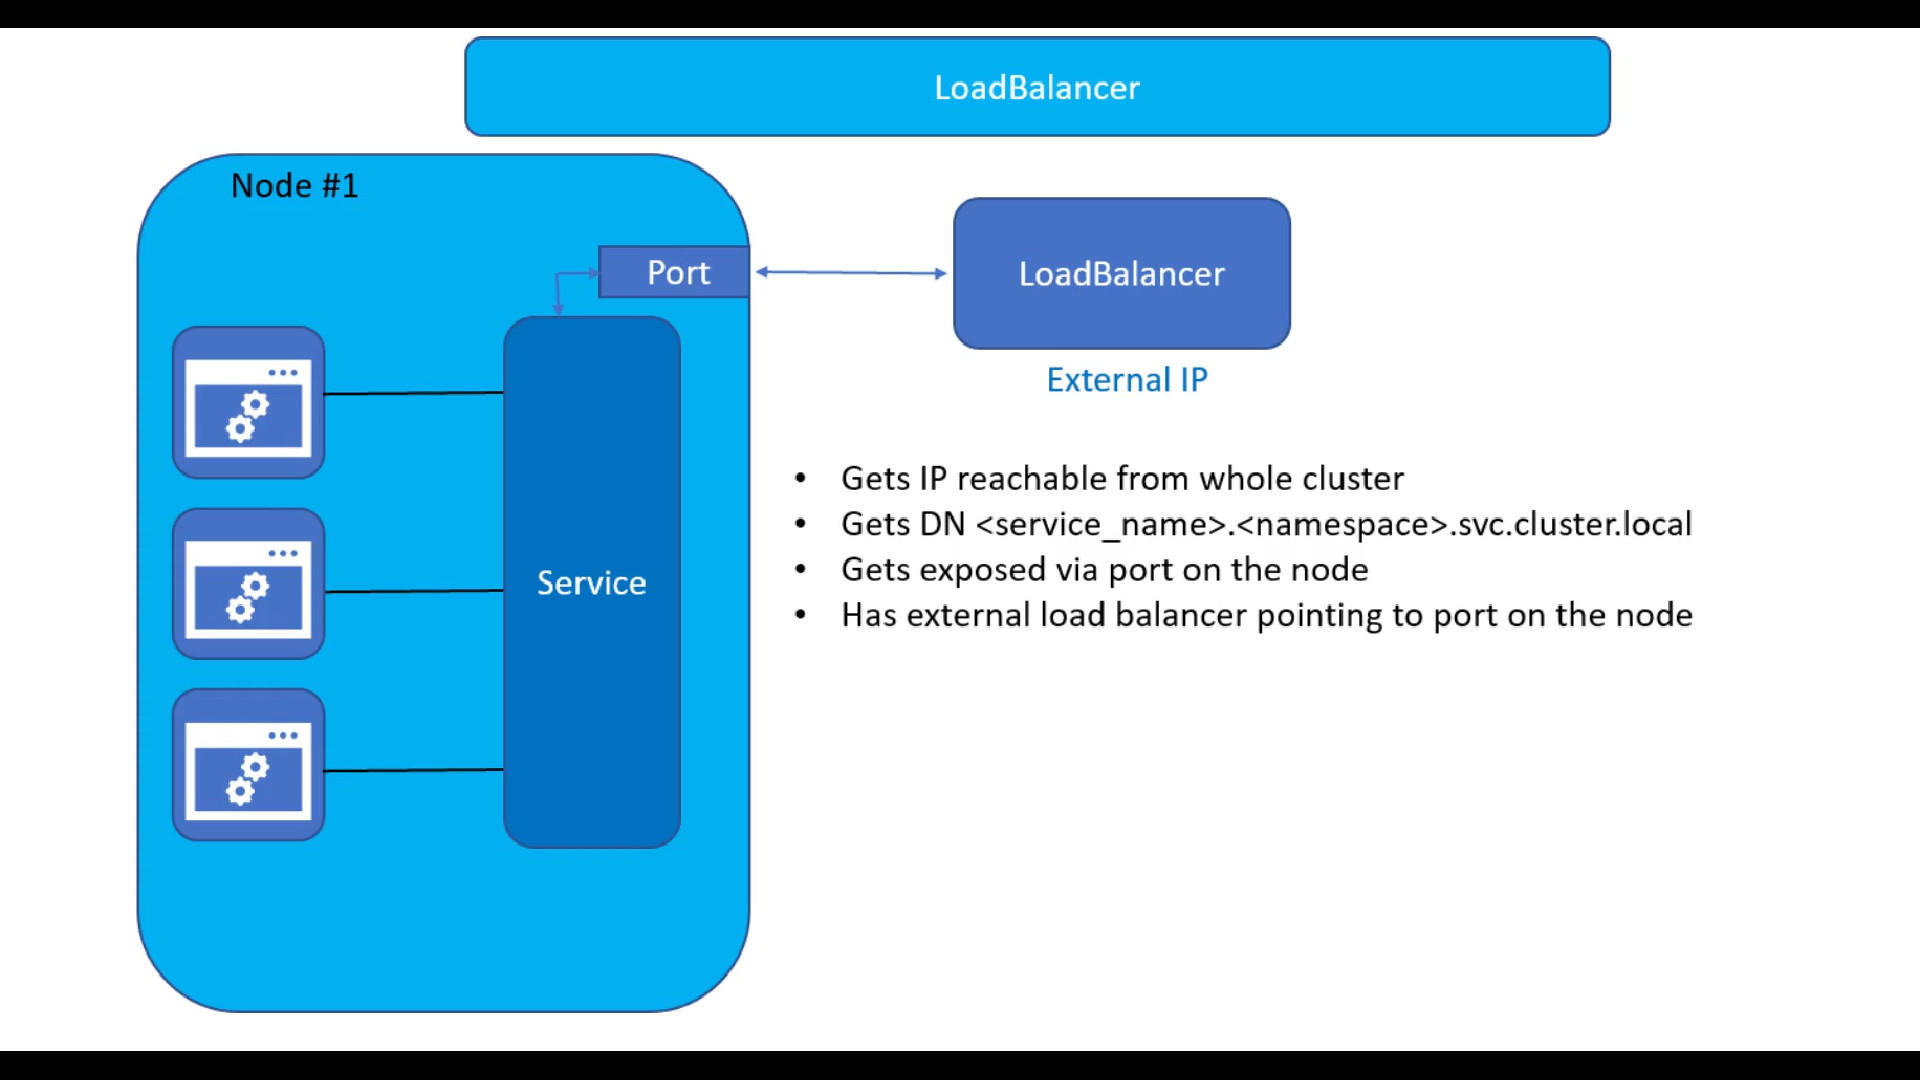 LoadBalancer
Node #1
Port
LoadBalancer
External IP
Service
• Gets IP reachable from whole cluster
• Gets DN <service_name>.<namespace>.svc.cluster.local
• Gets exposed via port on the node
• Has external load balancer pointing to port on the node